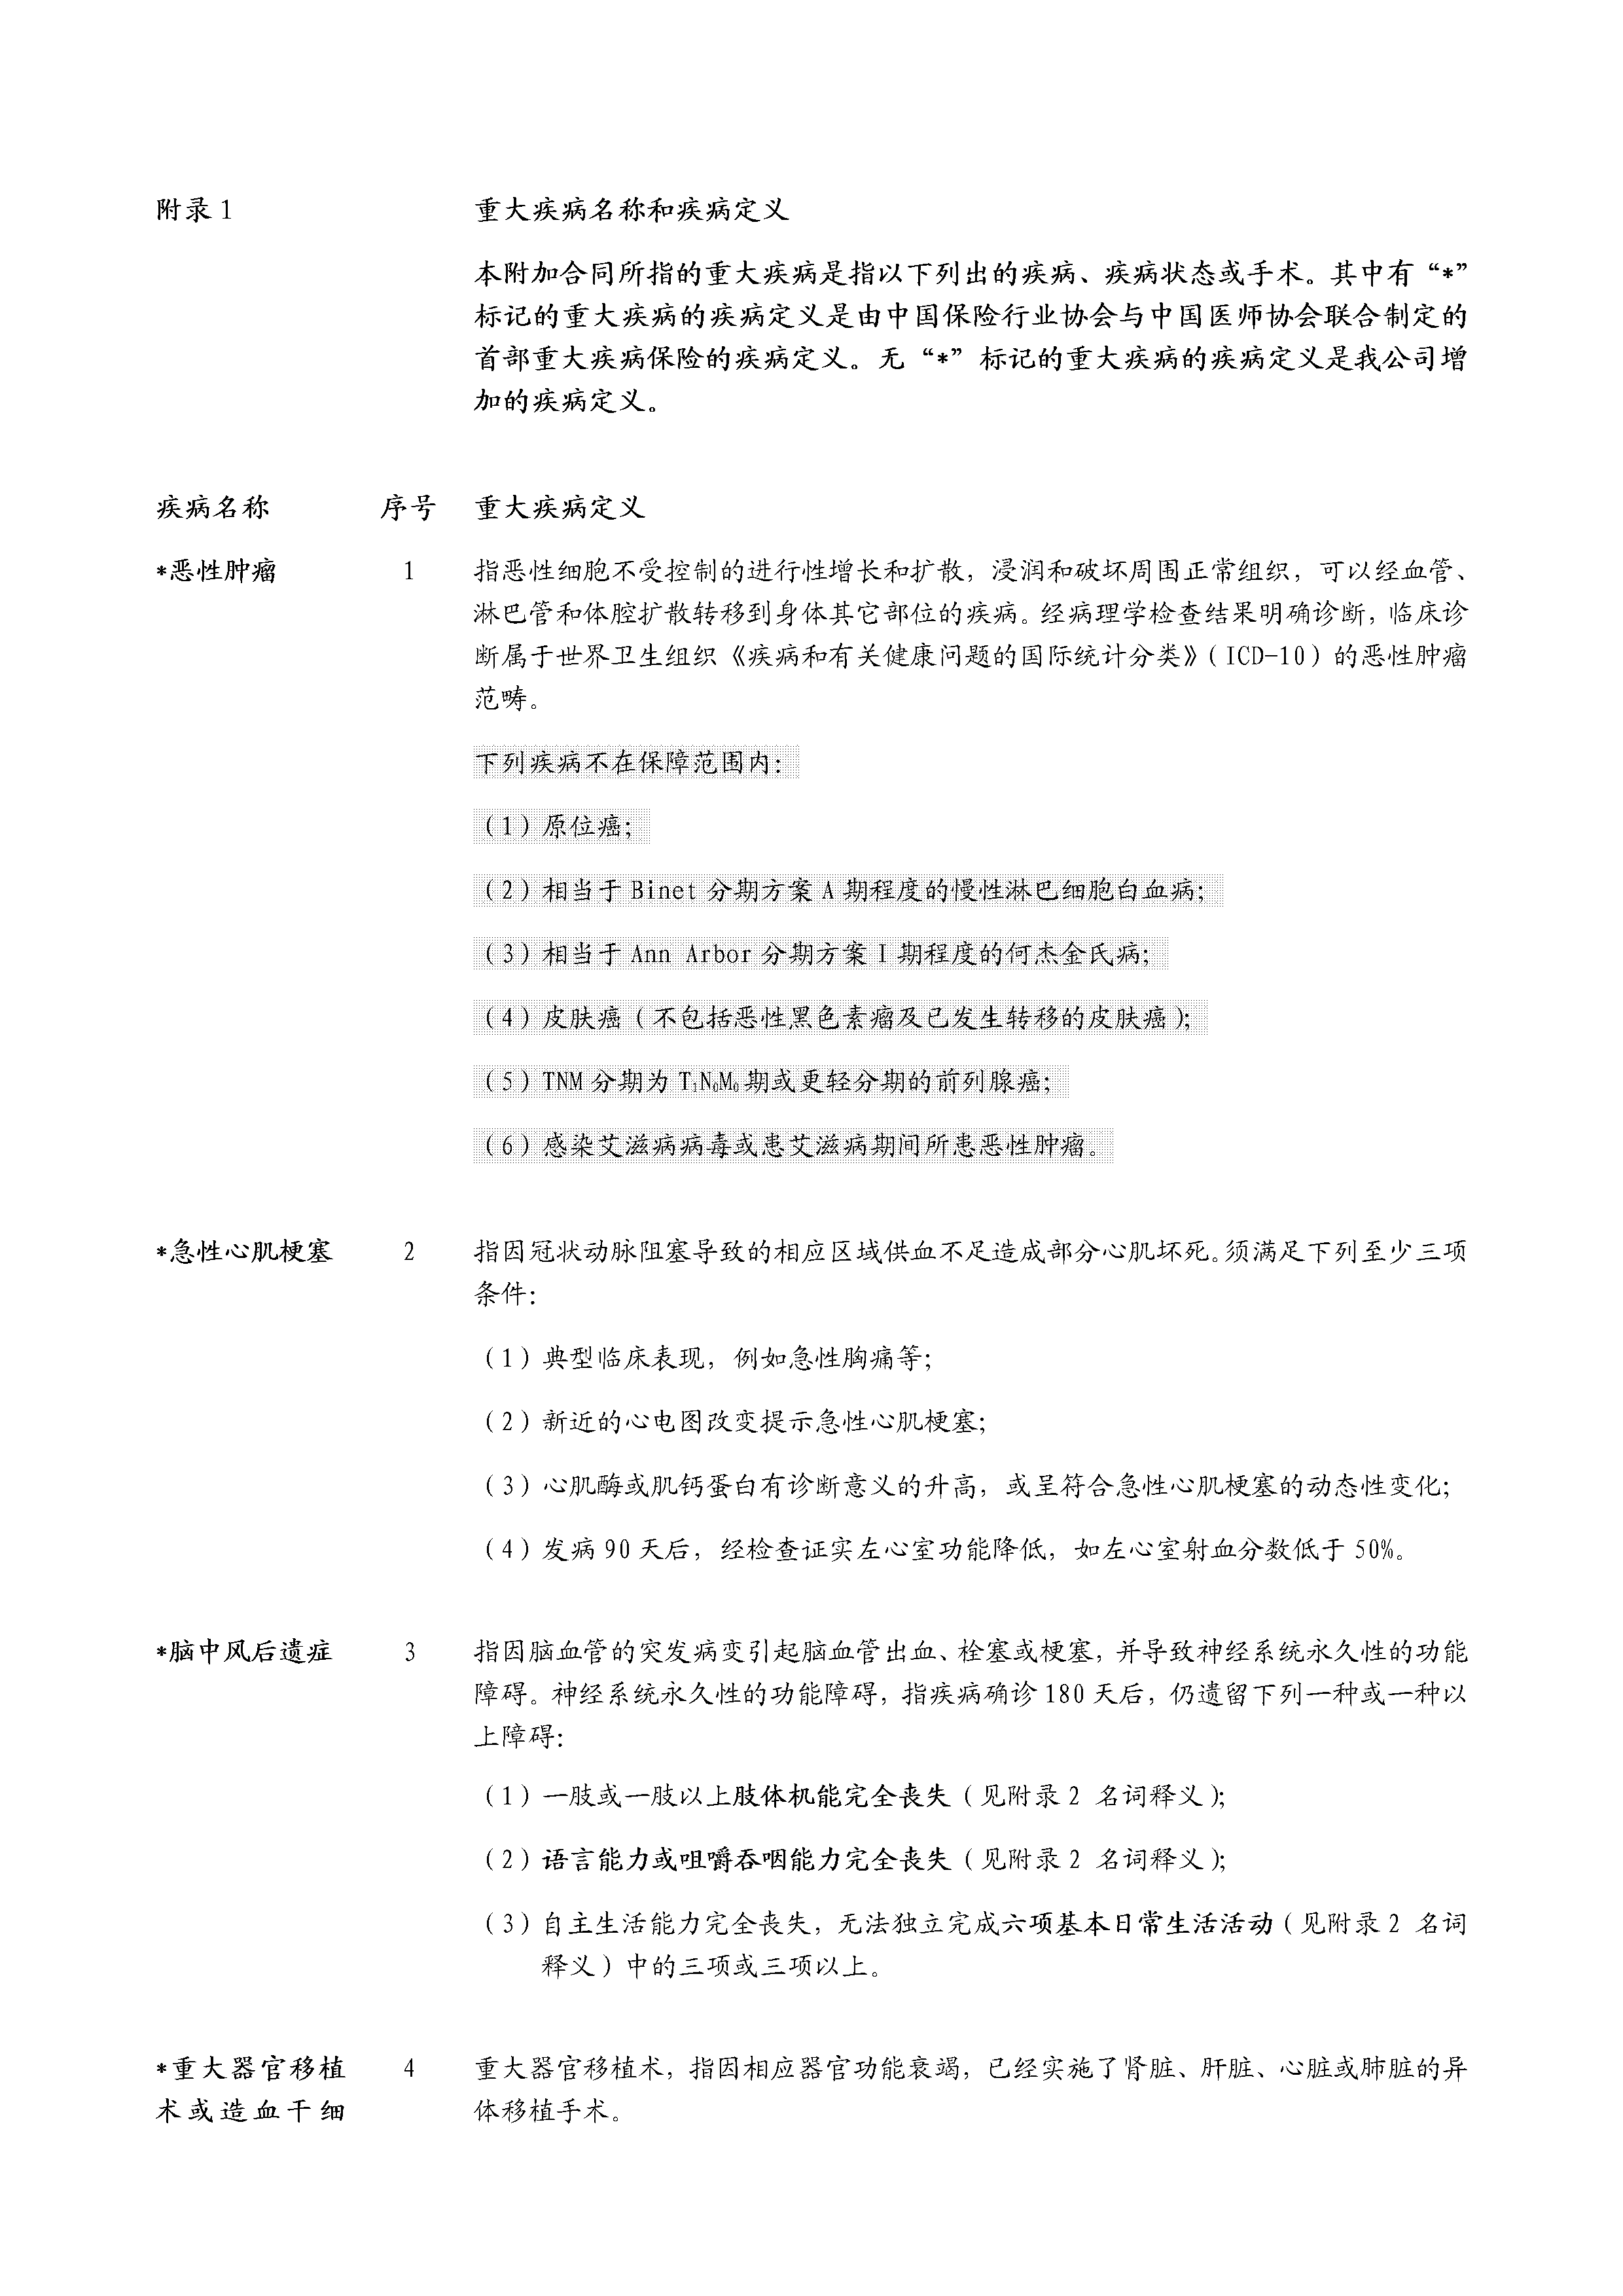 附录1 重大疾病名称和疾病定义
本附加合同所指的重大疾病是指以下列出的疾病、疾病状态或手术。其中有“*”
标记的重大疾病的疾病定义是由中国保险行业协会与中国医师协会联合制定的
首部重大疾病保险的疾病定义。无“*”标记的重大疾病的疾病定义是我公司增
加的疾病定义。
疾病名称 序号 重大疾病定义
*恶性肿瘤 1 指恶性细胞不受控制的进行性增长和扩散，浸润和破坏周围正常组织，可以经血管、
淋巴管和体腔扩散转移到身体其它部位的疾病。经病理学检查结果明确诊断，临床诊
断属于世界卫生组织《疾病和有关健康问题的国际统计分类》（ICD-10）的恶性肿瘤
范畴。
下列疾病不在保障范围内：
（1）原位癌；
（2）相当于 Binet 分期方案 A 期程度的慢性淋巴细胞白血病；
（3）相当于 Ann Arbor 分期方案 I 期程度的何杰金氏病；
（4）皮肤癌（不包括恶性黑色素瘤及已发生转移的皮肤癌）；
（5）TNM 分期为 T₁N₀M₀期或更轻分期的前列腺癌；
（6）感染艾滋病病毒或患艾滋病期间所患恶性肿瘤。
*急性心肌梗塞 2 指因冠状动脉阻塞导致的相应区域供血不足造成部分心肌坏死。须满足下列至少三项
条件：
（1）典型临床表现，例如急性胸痛等；
（2）新近的心电图改变提示急性心肌梗塞；
（3）心肌酶或肌钙蛋白有诊断意义的升高，或呈符合急性心肌梗塞的动态性变化；
（4）发病 90 天后，经检查证实左心室功能降低，如左心室射血分数低于 50%。
*脑中风后遗症 3 指因脑血管的突发病变引起脑血管出血、栓塞或梗塞，并导致神经系统永久性的功能
障碍。神经系统永久性的功能障碍，指疾病确诊 180 天后，仍遗留下列一种或一种以
上障碍：
（1）一肢或一肢以上肢体机能完全丧失（见附录 2 名词释义）；
（2）语言能力或咀嚼吞咽能力完全丧失（见附录 2 名词释义）；
（3）自主生活能力完全丧失，无法独立完成六项基本日常生活活动（见附录 2 名词
释义）中的三项或三项以上。
*重大器官移植 4 重大器官移植术，指因相应器官功能衰竭，已经实施了肾脏、肝脏、心脏或肺脏的异
术或造血干细 体移植手术。